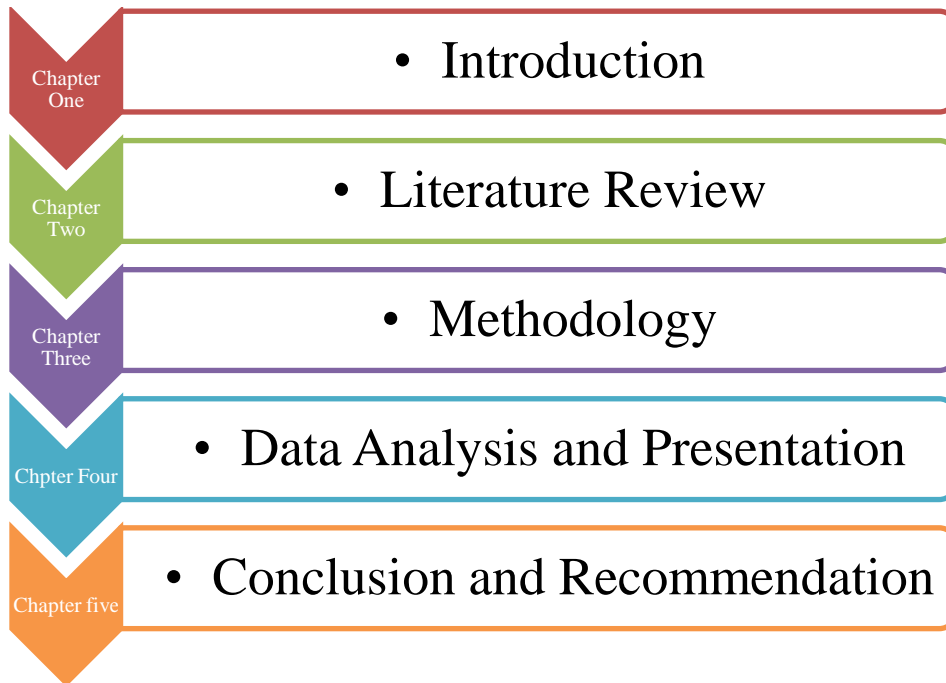 Chapter
One
• Introduction
Chapter
Two
• Literature Review
Chapter
Three
• Methodology
Chpter Four
• Data Analysis and Presentation
Chapter five
• Conclusion and Recommendation